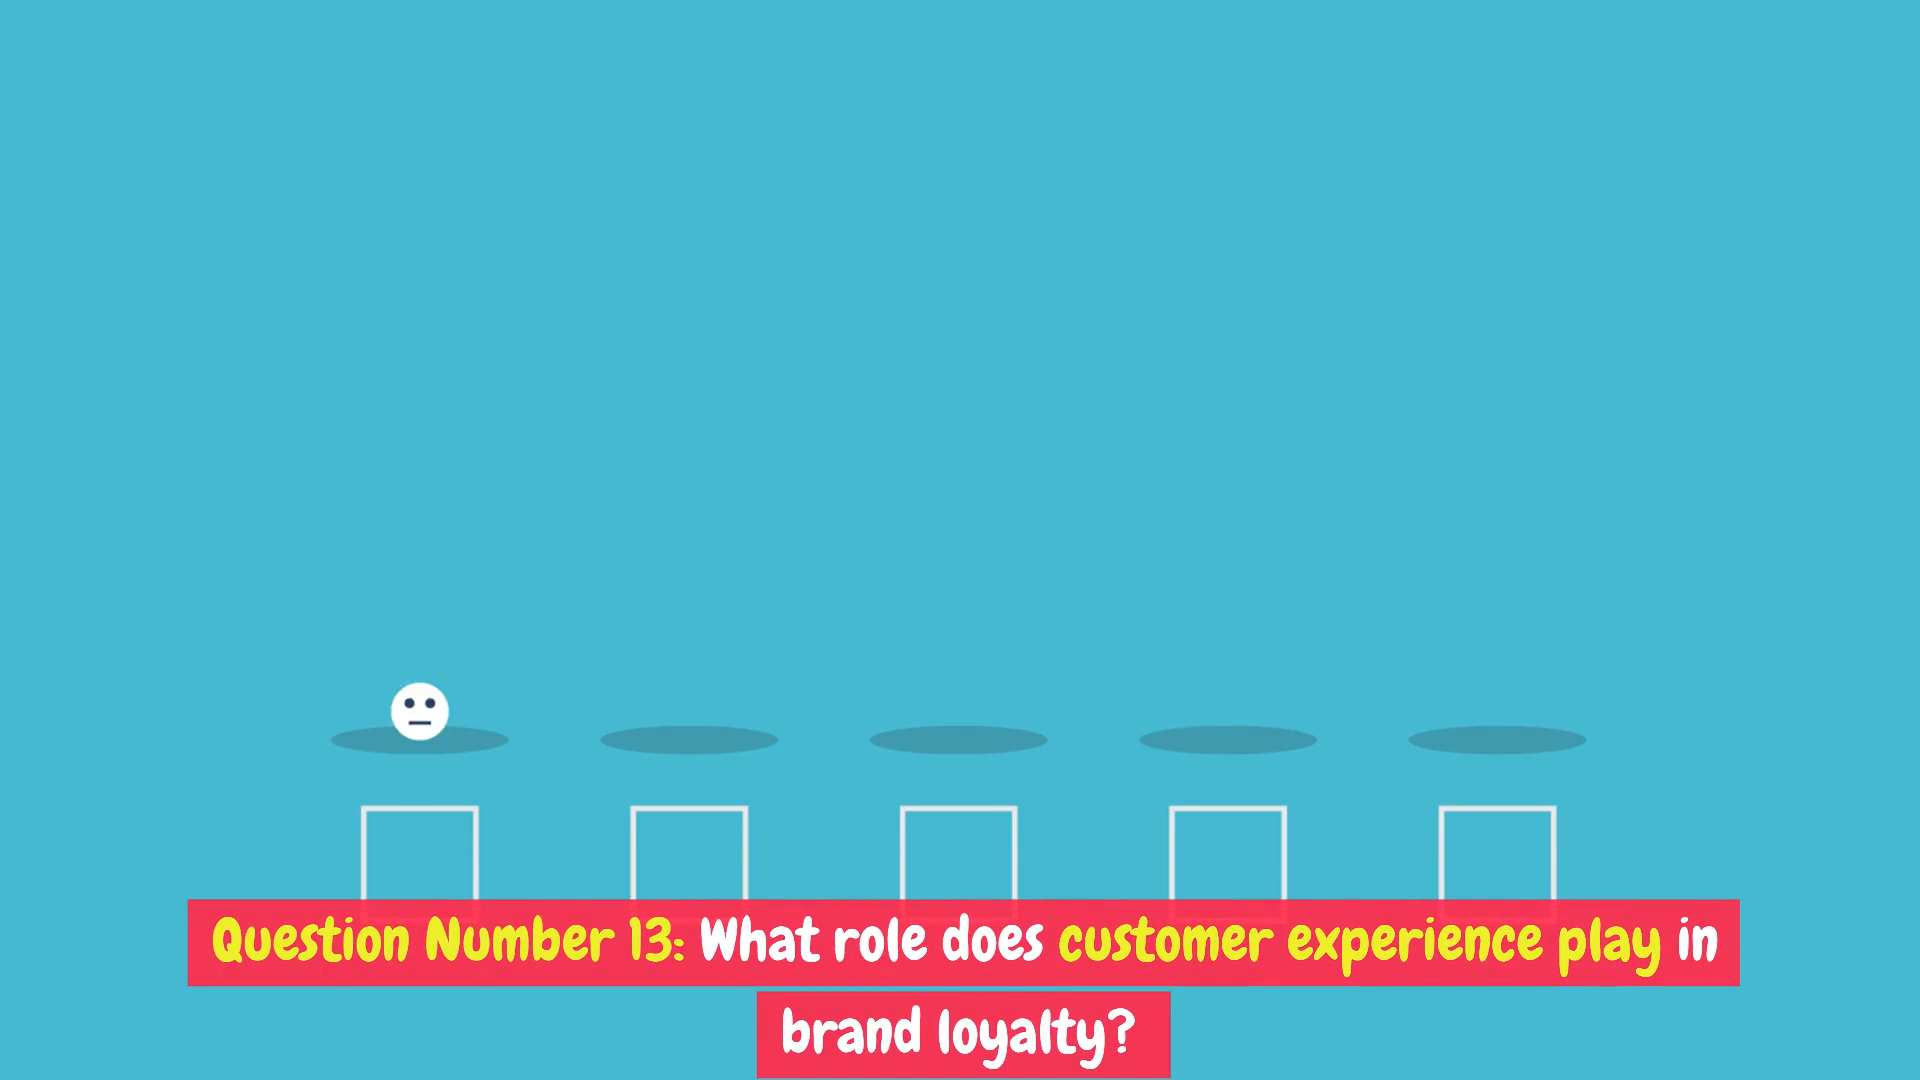 Question Number 13: What role does customer experience play in
brand loyalty?